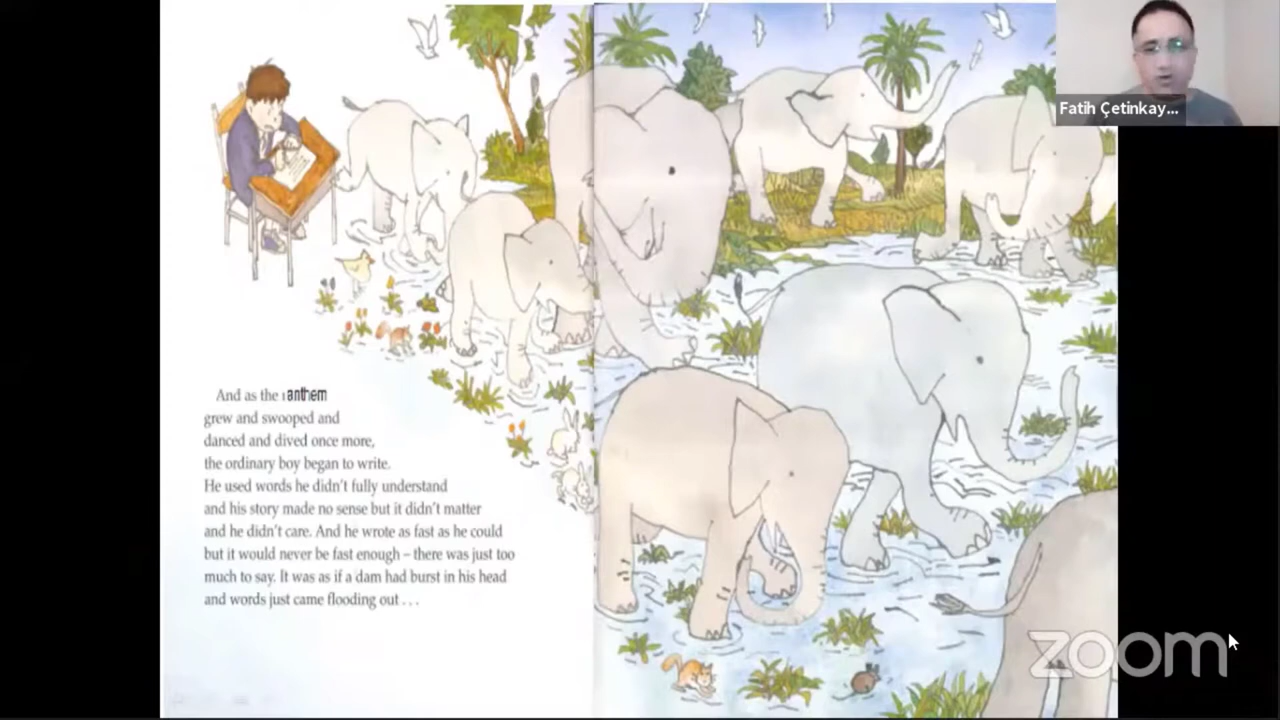 Fatih Çetinkay...
And as the anthem
grew and swooped and
danced and dived once more,
the ordinary boy began to write.
He used words he didn't fully understand
and his story made no sense but it didn't matter
and he didn't care. And he wrote as fast as he could
but it would never be fast enough – there was just too
much to say. It was as if a dam had burst in his head
and words just came flooding out . . .
zoom